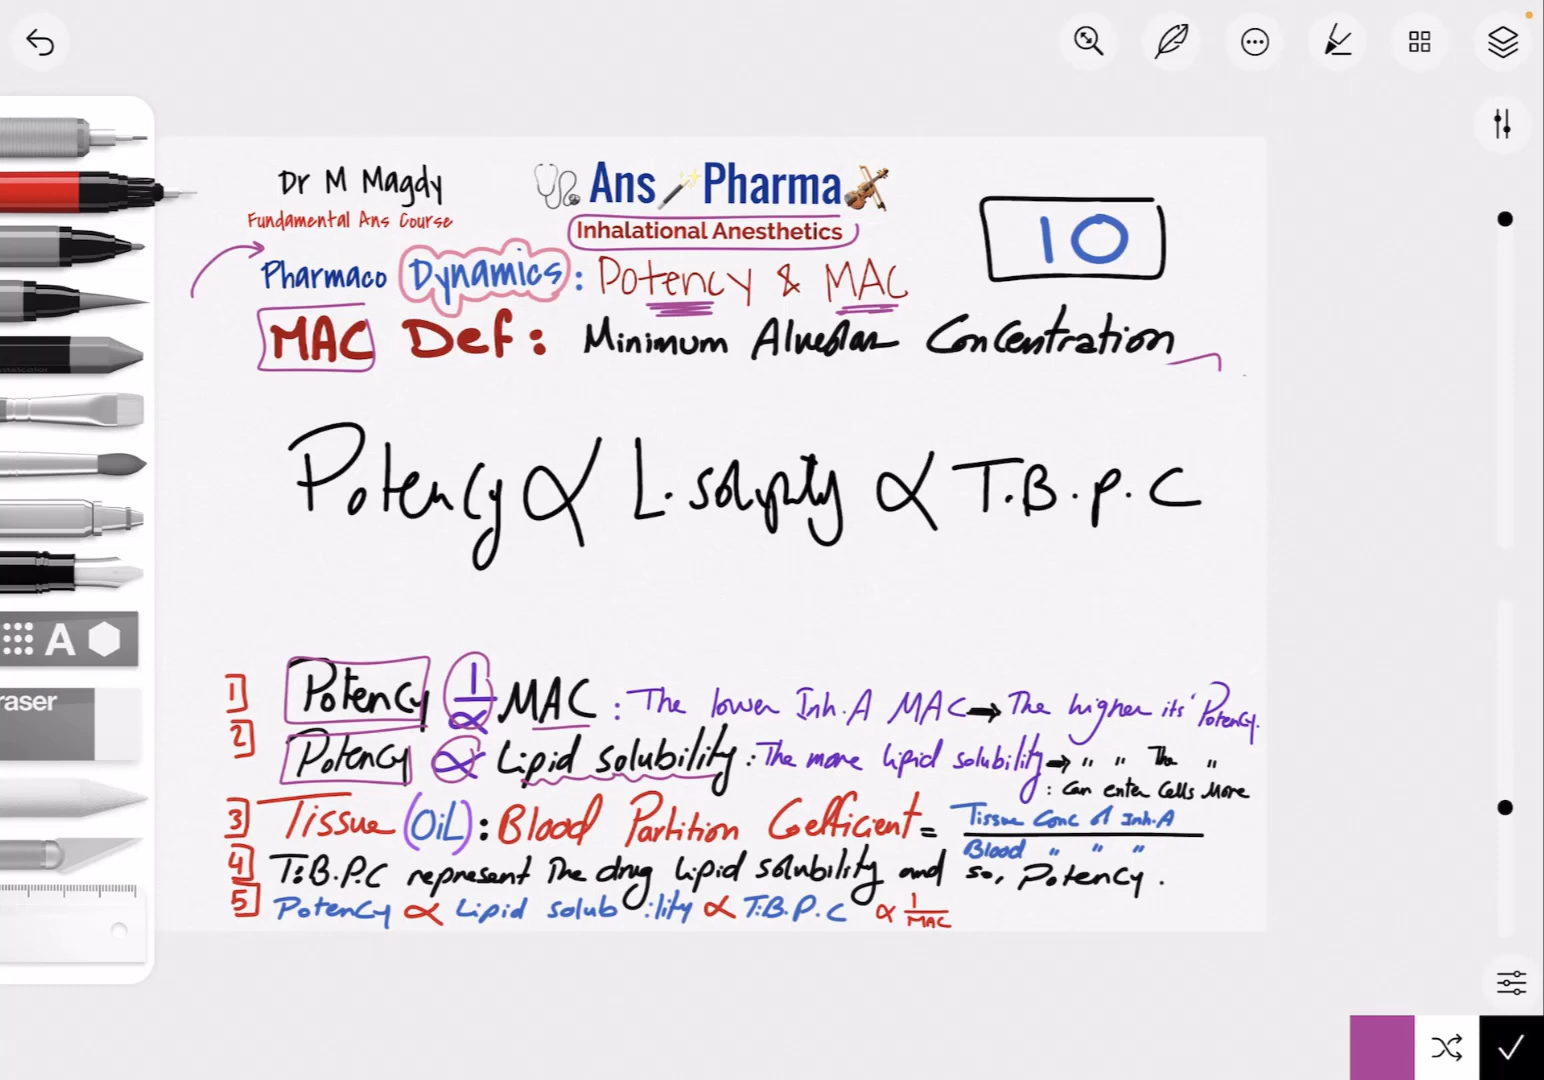 Dr M Magdy
Fundamental Ans Course
Ans Pharma
Inhalational Anesthetics
10
Pharmaco Dynamics : Potency & MAC
MAC Def : Minimum Alveolar Concentration
Potency ∝ L. solubility ∝ T.B.P.C
1 Potency 1/∝ MAC : The lower Inh.A MAC → The higher its Potency.
2 Potency ∝ Lipid solubility : The more lipid solubility → " " The "
: Can enter Cells More
3 Tissue (OiL) : Blood Partition Coefficient = Tissue Conc of Inh.A
Blood " " "
4 T:B.P.C represent The drug Lipid solubility and so, Potency.
5 Potency ∝ Lipid solubility ∝ T:B.P.C ∝ 1/MAC
A
raser